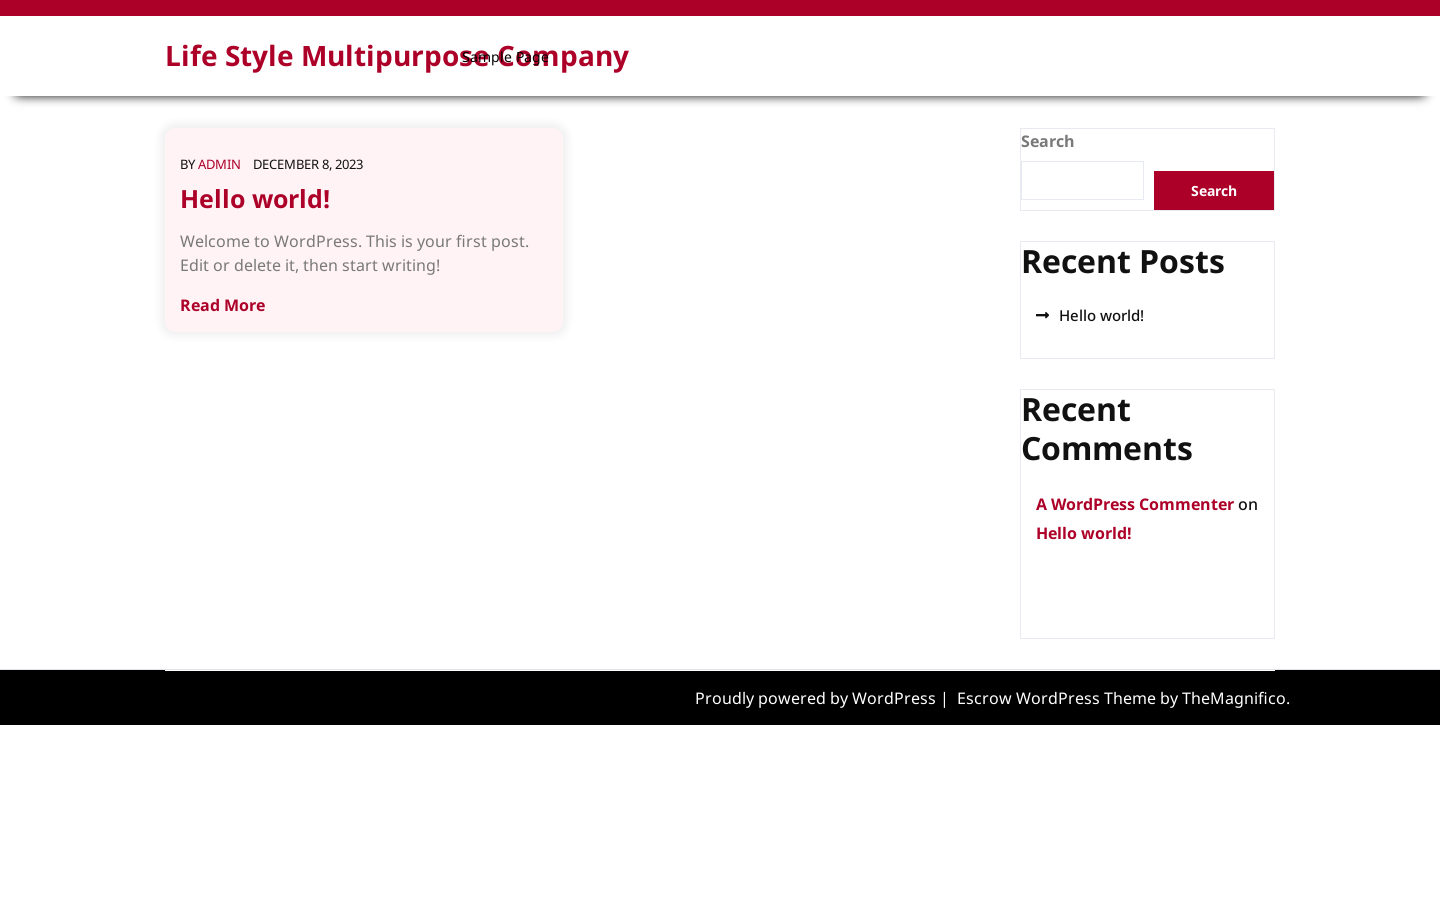 Life Style Multipurpose Company
Sample Page
BY ADMIN DECEMBER 8, 2023
Hello world!
Welcome to WordPress. This is your first post.
Edit or delete it, then start writing!
Read More
Search
Search
Recent Posts
Hello world!
Recent
Comments
A WordPress Commenter on
Hello world!
Proudly powered by WordPress | Escrow WordPress Theme by TheMagnifico.